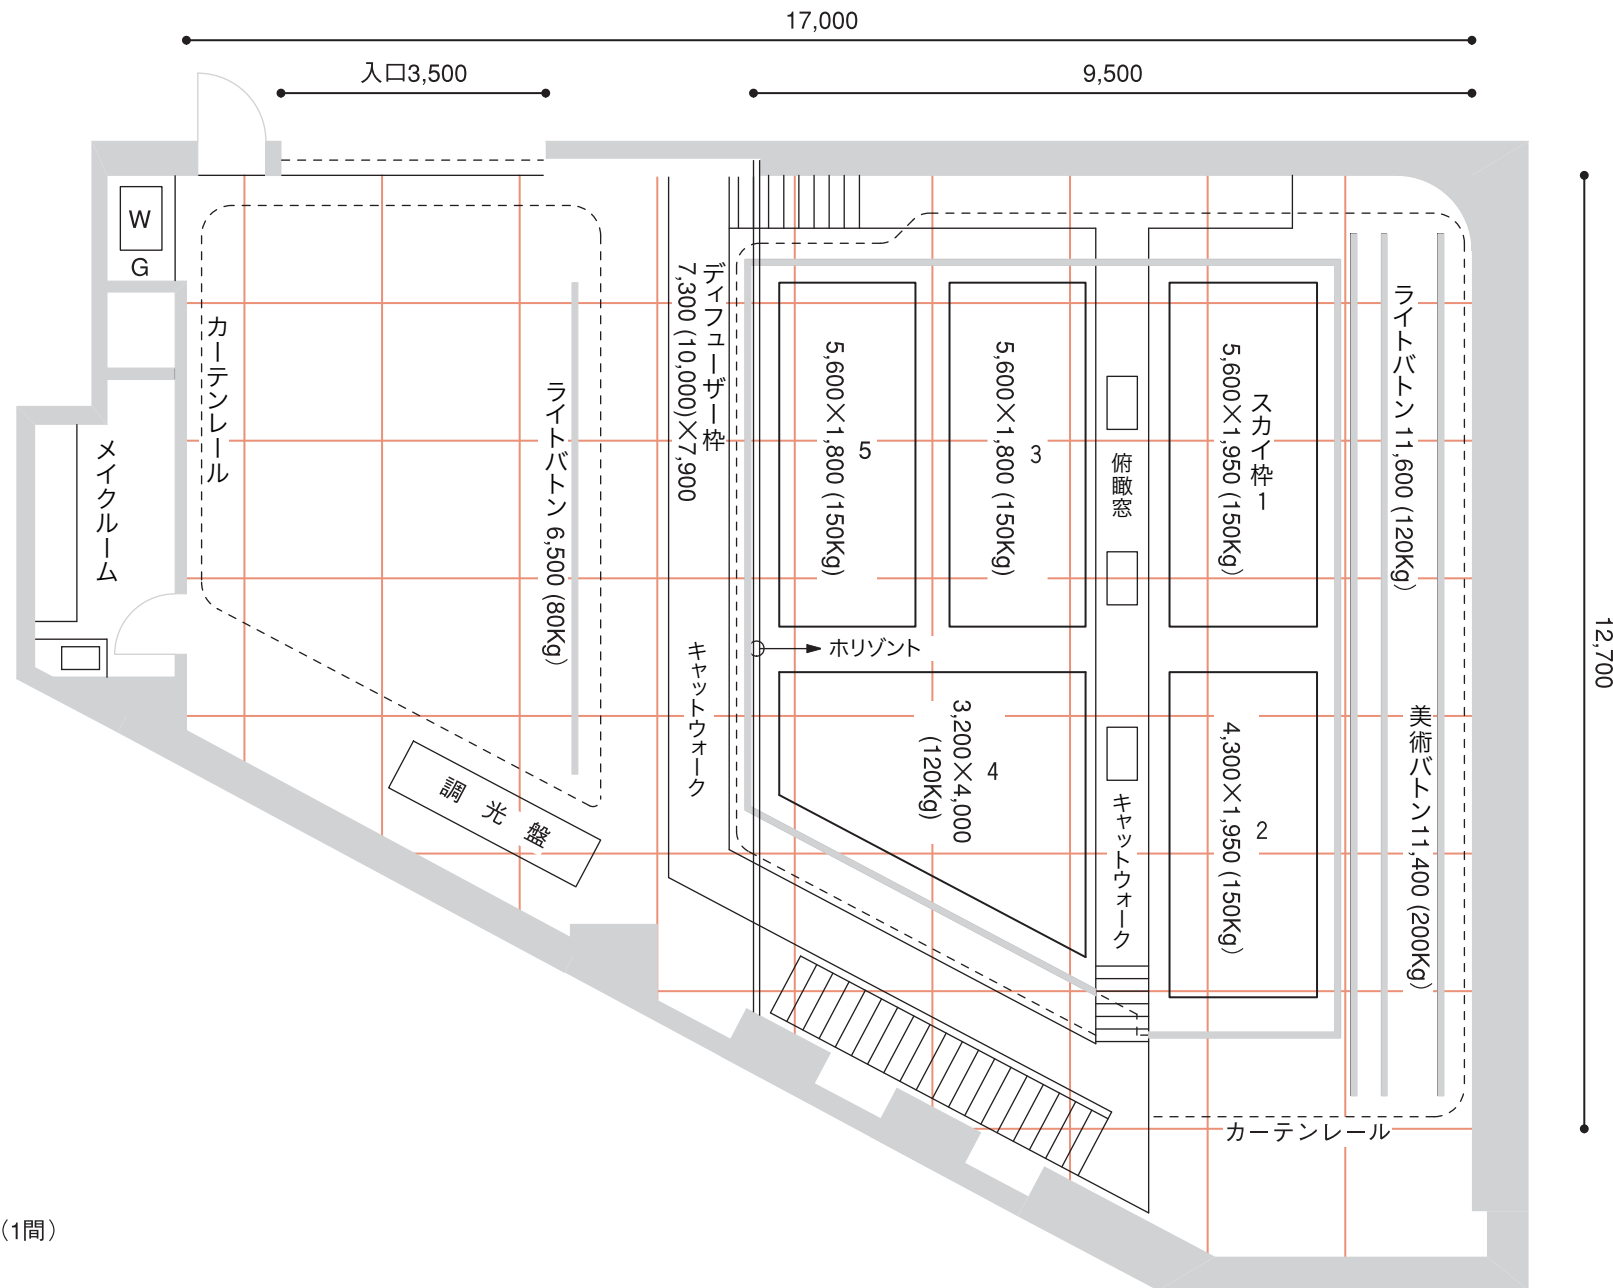 17,000
入口3,500
9,500
W
G
カーテンレール
メイクルーム
ライトバトン 6,500 (80Kg)
調光盤
ディフューザー枠
7,300 (10,000)×7,900
キャットウォーク
5
5,600×1,800 (150Kg)
3
5,600×1,800 (150Kg)
俯瞰窓
スカイ枠 1
5,600×1,950 (150Kg)
ライトバトン 11,600 (120Kg)
ホリゾント
4
3,200×4,000
(120Kg)
キャットウォーク
2
4,300×1,950 (150Kg)
美術バトン11,400 (200Kg)
カーテンレール
12,700
(1間)